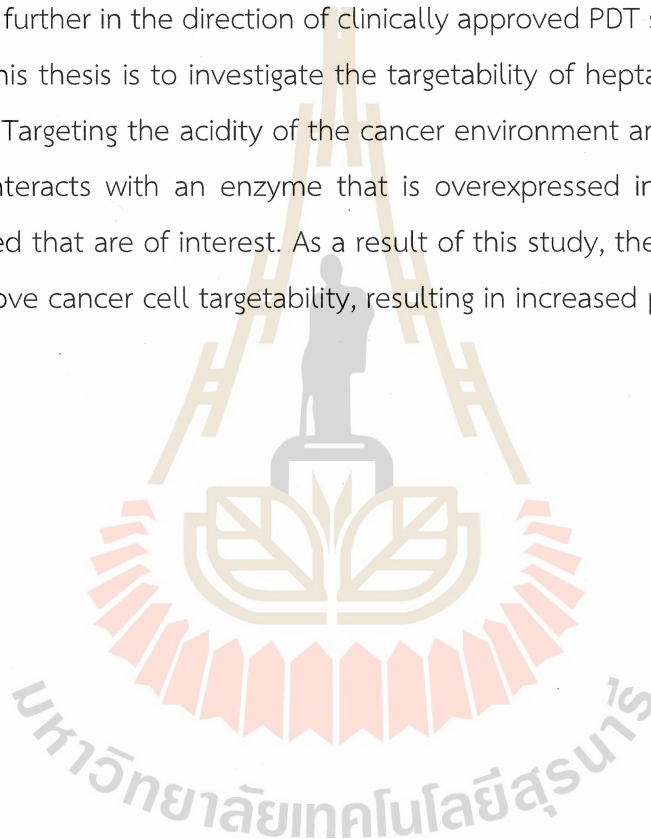 further in the direction of clinically approved PDT s
his thesis is to investigate the targetability of hepta
Targeting the acidity of the cancer environment ar
nteracts with an enzyme that is overexpressed in
ed that are of interest. As a result of this study, the
ove cancer cell targetability, resulting in increased p
มหาวิทยาลัยเทคโนโลยีสุรนารี